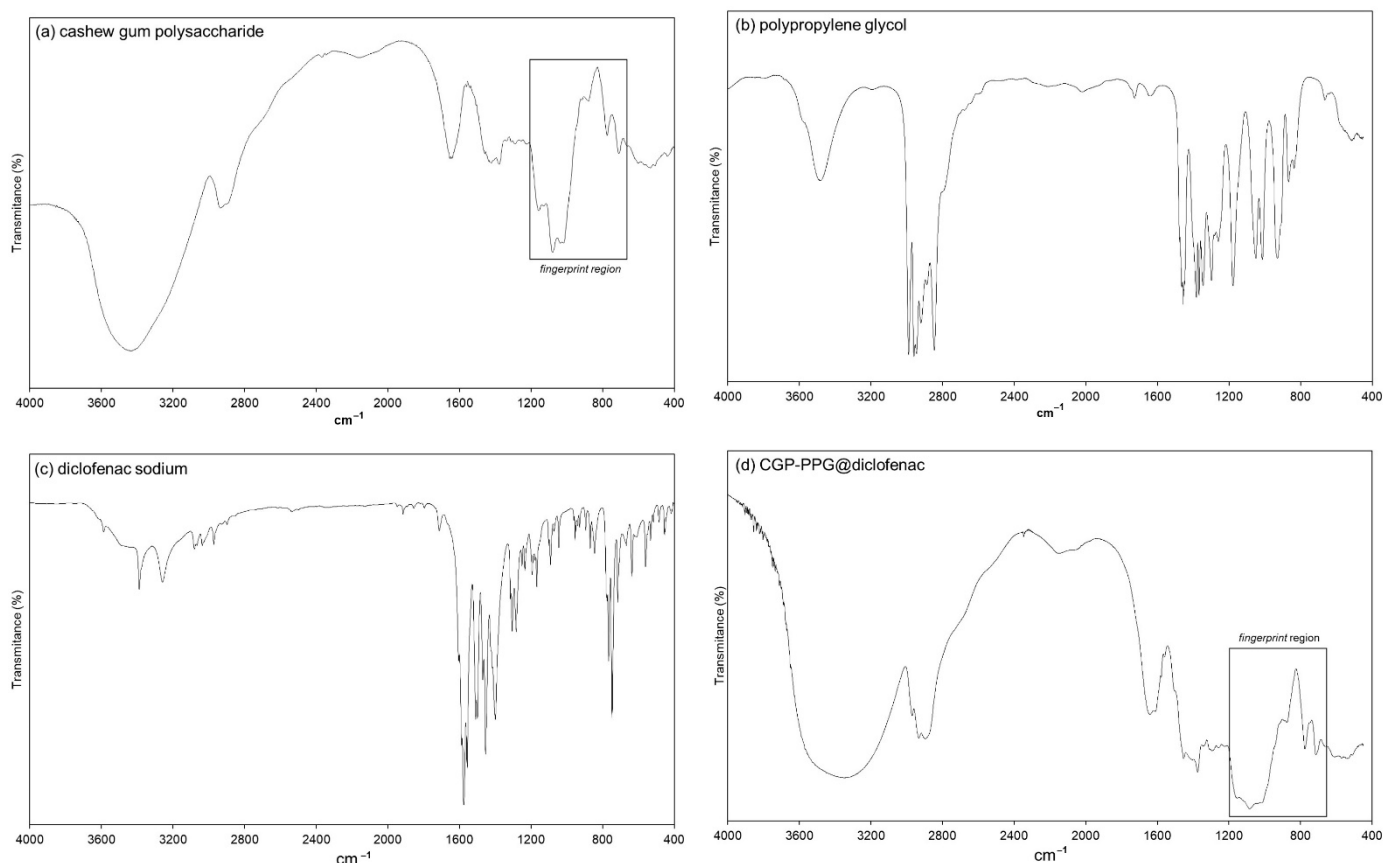 (a) cashew gum polysaccharide
Transmitance (%)
fingerprint region
4000 3600 3200 2800 2400 2000 1600 1200 800 400
cm⁻¹
(b) polypropylene glycol
Transmitance (%)
4000 3600 3200 2800 2400 2000 1600 1200 800 400
cm⁻¹
(c) diclofenac sodium
Transmitance (%)
4000 3600 3200 2800 2400 2000 1600 1200 800 400
cm⁻¹
(d) CGP-PPG@diclofenac
Transmitance (%)
fingerprint region
4000 3600 3200 2800 2400 2000 1600 1200 800 400
cm⁻¹